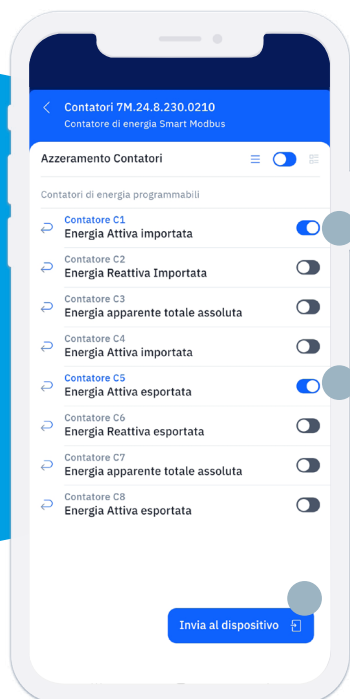 Contatori 7M.24.8.230.0210
Contatore di energia Smart Modbus
Azzeramento Contatori
Contatori di energia programmabili
Contatore C1
Energia Attiva importata
Contatore C2
Energia Reattiva Importata
Contatore C3
Energia apparente totale assoluta
Contatore C4
Energia Attiva importata
Contatore C5
Energia Attiva esportata
Contatore C6
Energia Reattiva esportata
Contatore C7
Energia apparente totale assoluta
Contatore C8
Energia Attiva esportata
Invia al dispositivo